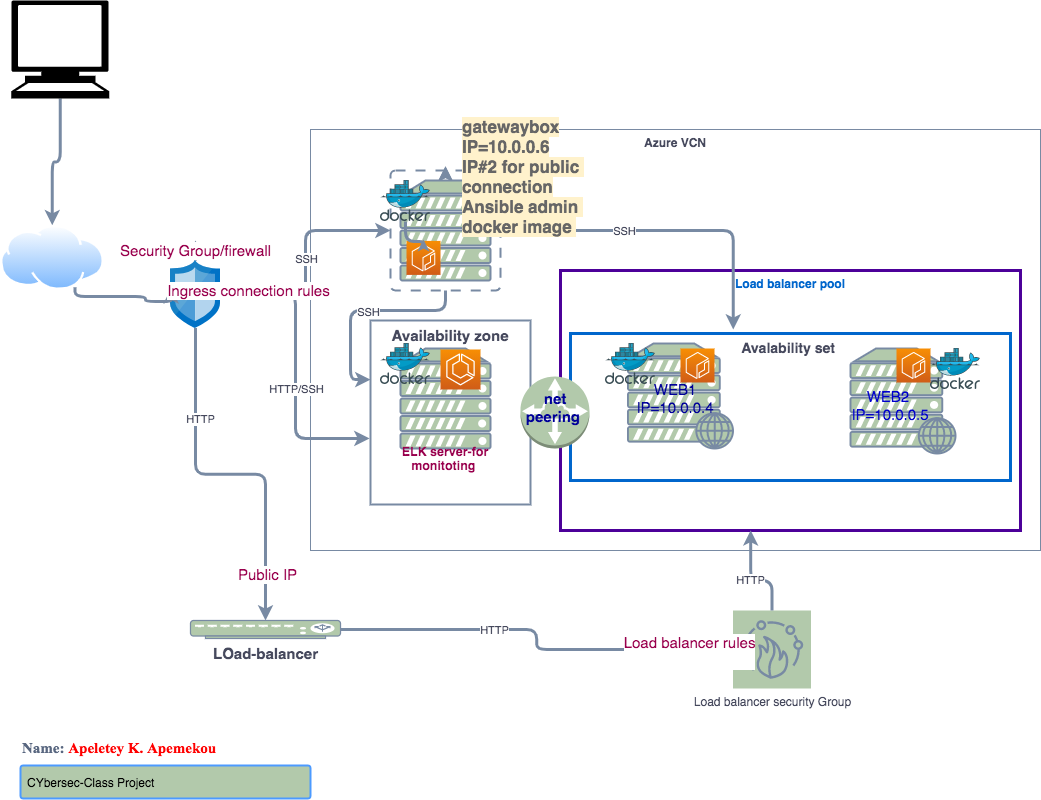 gatewaybox
IP=10.0.0.6
IP#2 for public
connection
Ansible admin
docker image
Azure VCN
docker
SSH
SSH
Security Group/firewall
Ingress connection rules
Load balancer pool
SSH
Availability zone
docker
Avalability set
docker
WEB1
IP=10.0.0.4
WEB2
IP=10.0.0.5
docker
HTTP/SSH
net
peering
HTTP
ELK server-for
monitoting
Public IP
HTTP
HTTP
Load balancer rules
LOad-balancer
Load balancer security Group
Name: Apeletey K. Apemekou
CYbersec-Class Project